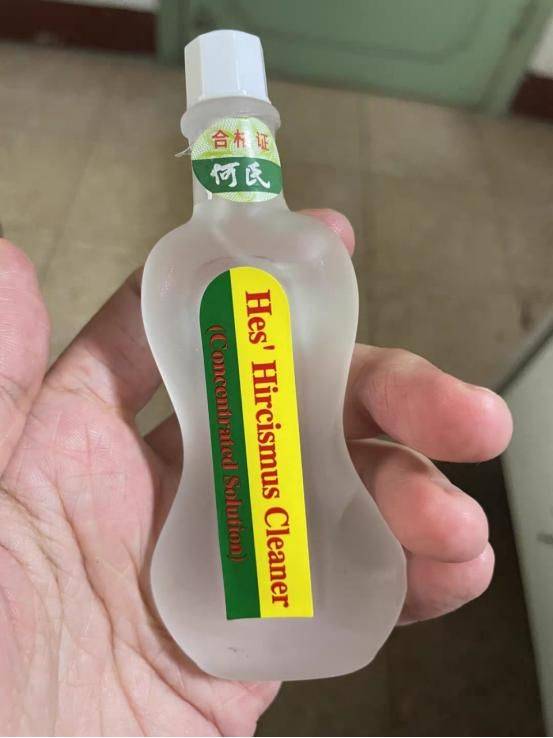 合格证
何氏
Hes' Hircismus Cleaner
(Concentrated Solution)